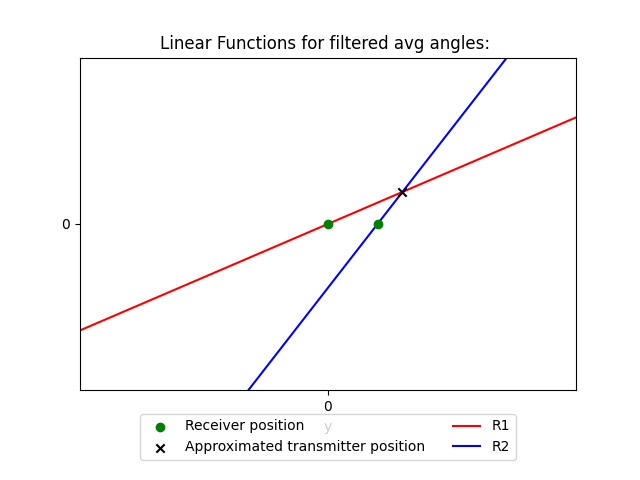 Linear Functions for filtered avg angles:
0
0
y
Receiver position
Approximated transmitter position
R1
R2